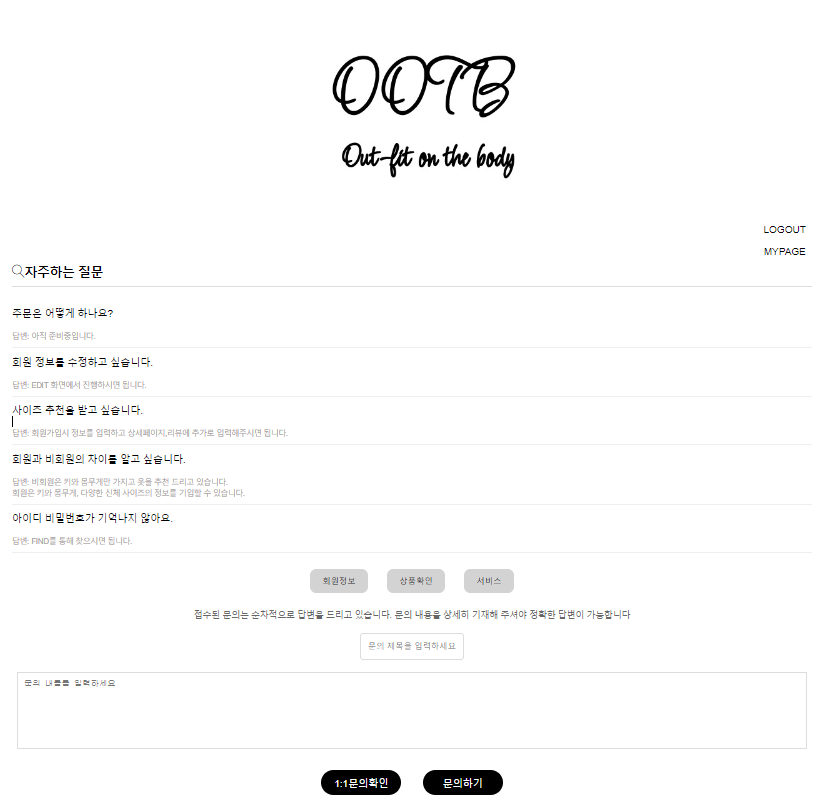 OOTB
Out-fit on the body
LOGOUT
MYPAGE
자주하는 질문
주문은 어떻게 하나요?
답변: 아직 준비중입니다.
회원 정보를 수정하고 싶습니다.
답변: EDIT 화면에서 진행하시면 됩니다.
사이즈 추천을 받고 싶습니다.
답변: 회원가입시 정보를 입력하고 상세페이지,리뷰에 추가로 입력해주시면 됩니다.
회원과 비회원의 차이를 알고 싶습니다.
답변: 비회원은 키와 몸무게만 가지고 옷을 추천 드리고 있습니다.
회원은 키와 몸무게, 다양한 신체 사이즈의 정보를 기입할 수 있습니다.
아이디 비밀번호가 기억나지 않아요.
답변: FIND를 통해 찾으시면 됩니다.
회원정보 상품확인 서비스
접수된 문의는 순차적으로 답변을 드리고 있습니다. 문의 내용을 상세히 기재해 주셔야 정확한 답변이 가능합니다
문의 제목을 입력하세요
문의 내용을 입력하세요
1:1문의확인 문의하기